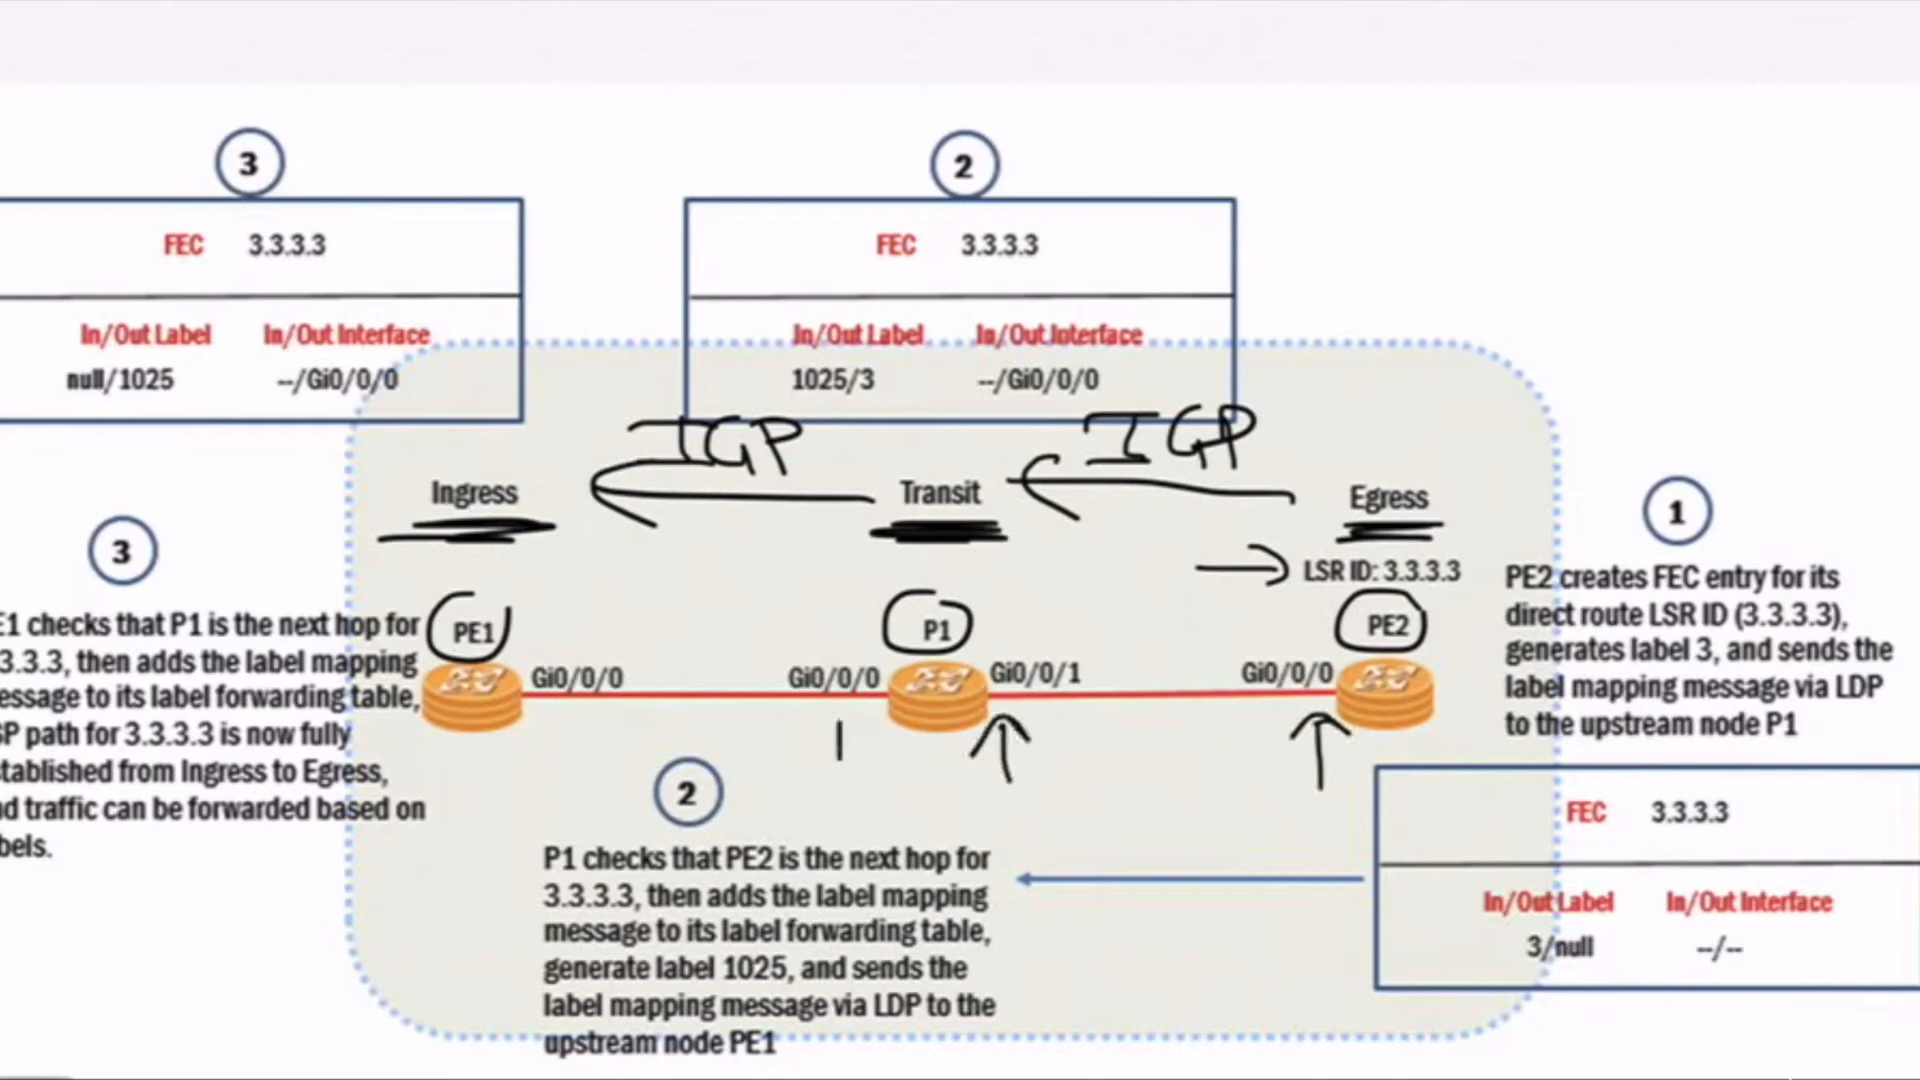 3
FEC 3.3.3.3
In/Out Label In/Out Interface
null/1025 --/Gi0/0/0
2
FEC 3.3.3.3
In/Out Label In/Out Interface
1025/3 --/Gi0/0/0
IGP
IGP
Ingress
Transit
Egress
LSR ID: 3.3.3.3
PE1
P1
PE2
Gi0/0/0
Gi0/0/0
Gi0/0/1
Gi0/0/0
3
E1 checks that P1 is the next hop for
3.3.3, then adds the label mapping
essage to its label forwarding table,
SP path for 3.3.3.3 is now fully
stablished from Ingress to Egress,
nd traffic can be forwarded based on
bels.
2
P1 checks that PE2 is the next hop for
3.3.3.3, then adds the label mapping
message to its label forwarding table,
generate label 1025, and sends the
label mapping message via LDP to the
upstream node PE1
1
PE2 creates FEC entry for its
direct route LSR ID (3.3.3.3),
generates label 3, and sends the
label mapping message via LDP
to the upstream node P1
FEC 3.3.3.3
In/Out Label In/Out Interface
3/null --/--